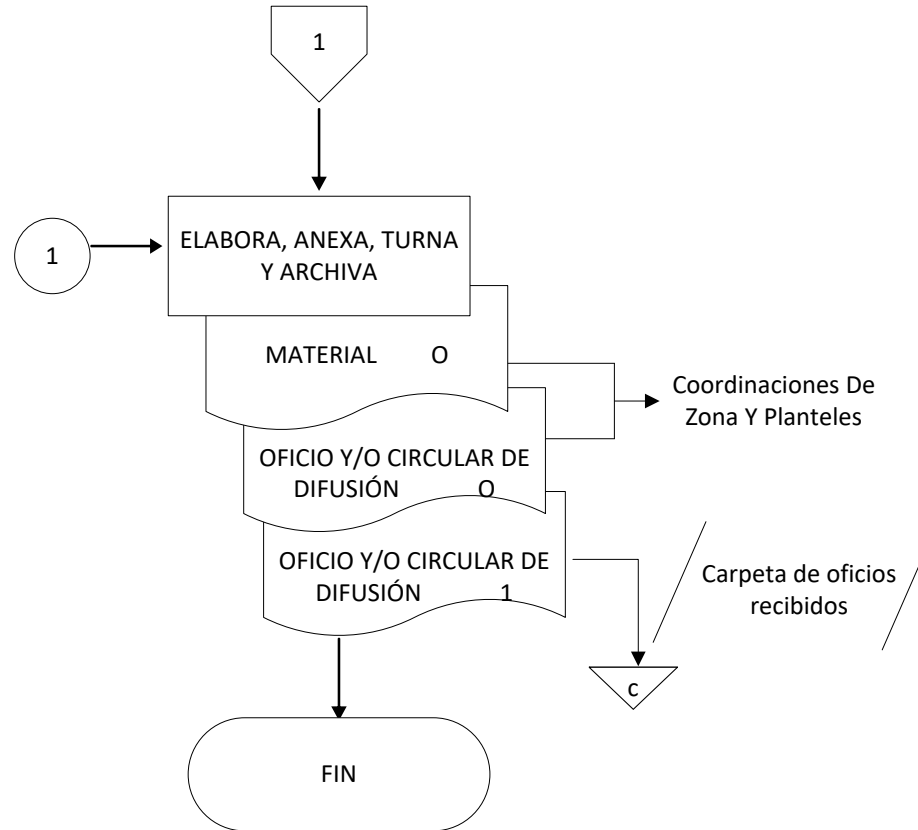 1
1
ELABORA, ANEXA, TURNA
Y ARCHIVA
MATERIAL O
Coordinaciones De
Zona Y Planteles
OFICIO Y/O CIRCULAR DE
DIFUSIÓN O
OFICIO Y/O CIRCULAR DE
DIFUSIÓN 1
Carpeta de oficios
recibidos
c
FIN